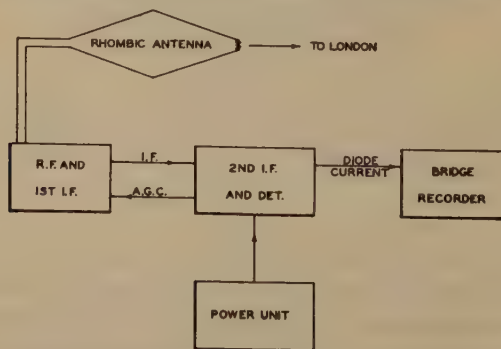 RHOMBIC ANTENNA
TO LONDON
R.F. AND
1ST I.F.
I.F.
A.G.C.
2ND I.F.
AND DET.
DIODE
CURRENT
BRIDGE
RECORDER
POWER UNIT